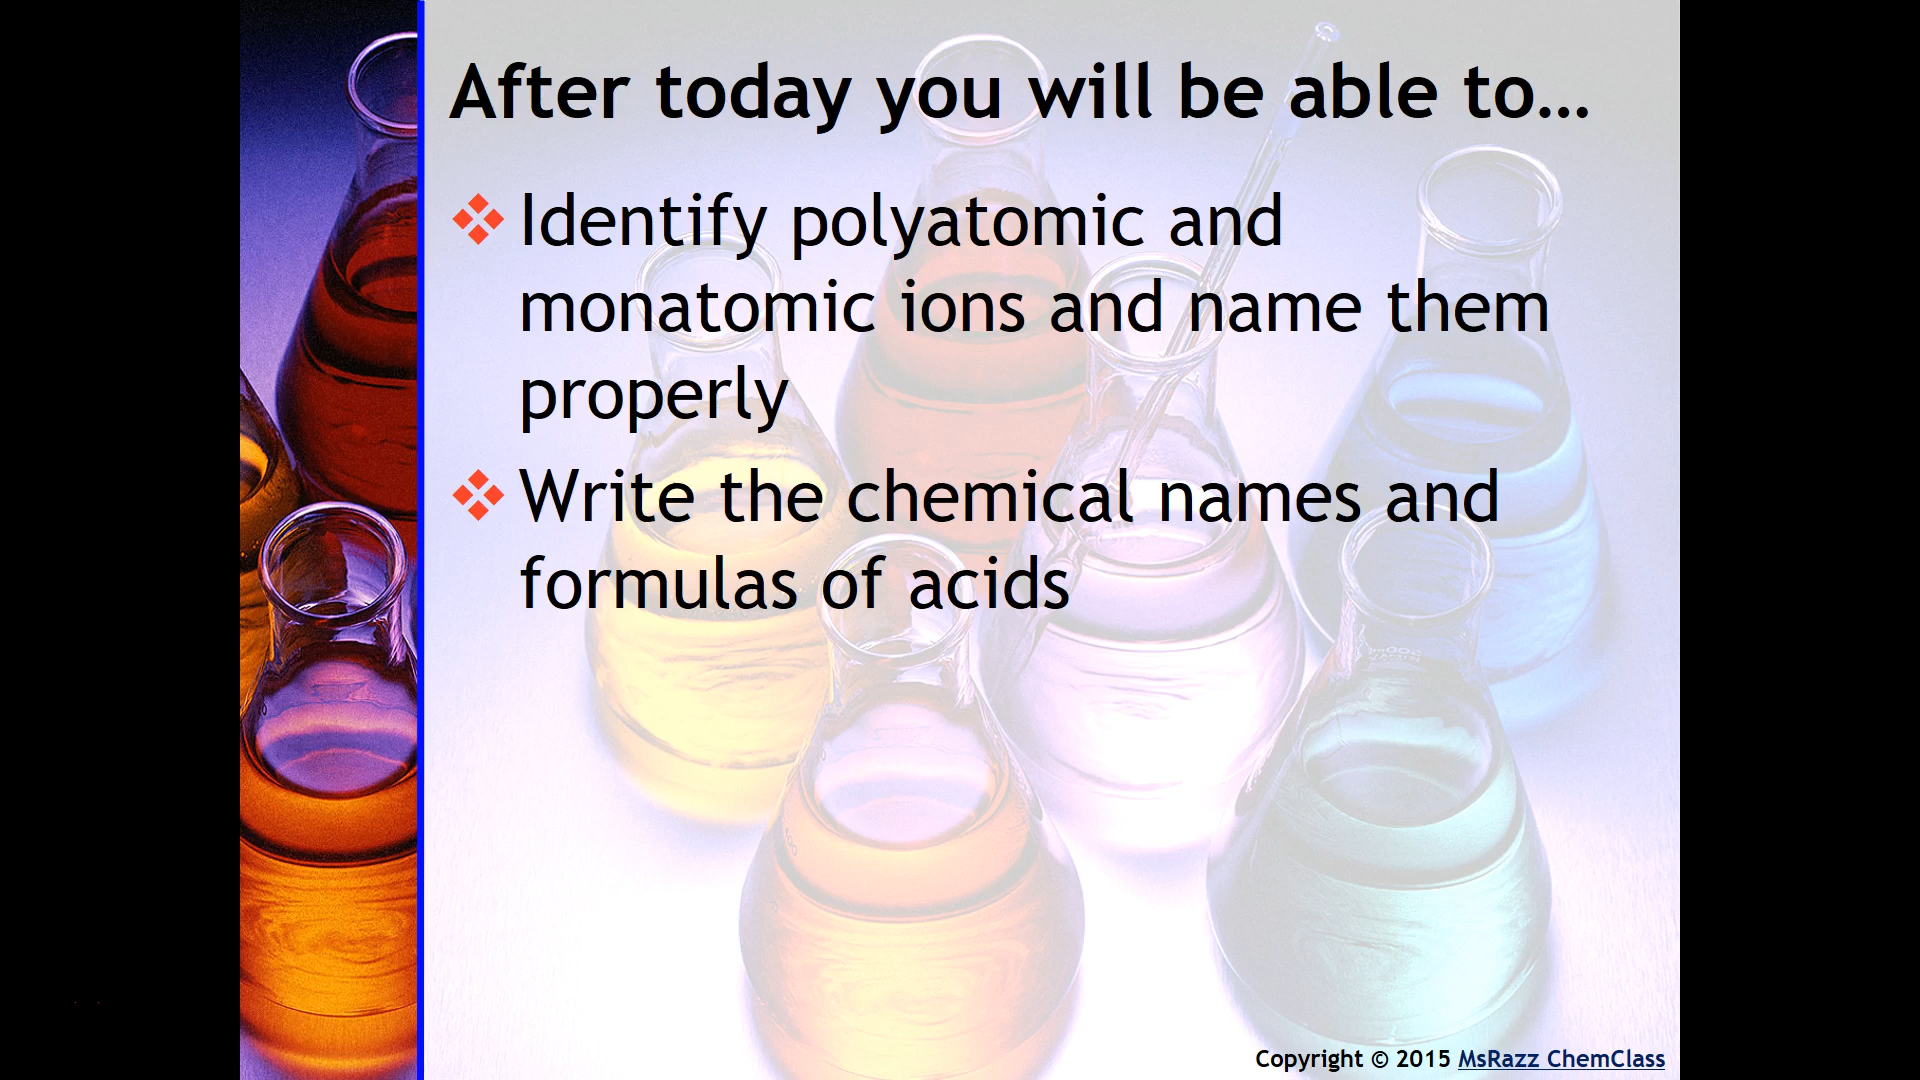 After today you will be able to…
Identify polyatomic and
monatomic ions and name them
properly
Write the chemical names and
formulas of acids
Copyright © 2015 MsRazz ChemClass